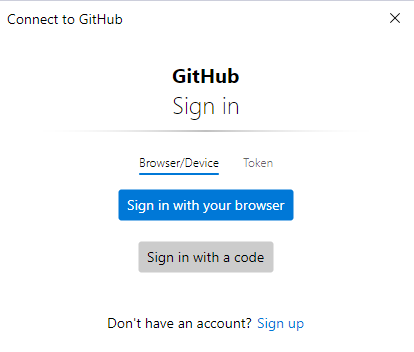 Connect to GitHub
GitHub
Sign in
Browser/Device Token
Sign in with your browser
Sign in with a code
Don't have an account? Sign up